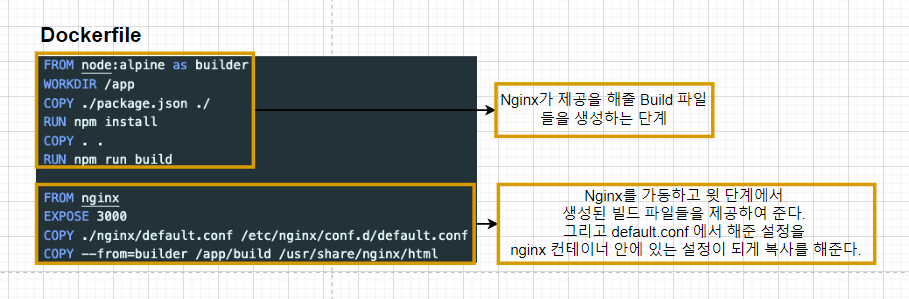 Dockerfile
FROM node:alpine as builder
WORKDIR /app
COPY ./package.json ./
RUN npm install
COPY . .
RUN npm run build
Nginx가 제공을 해줄 Build 파일
들을 생성하는 단계
FROM nginx
EXPOSE 3000
COPY ./nginx/default.conf /etc/nginx/conf.d/default.conf
COPY --from=builder /app/build /usr/share/nginx/html
Nginx를 가동하고 윗 단계에서
생성된 빌드 파일들을 제공하여 준다.
그리고 default.conf 에서 해준 설정을
nginx 컨테이너 안에 있는 설정이 되게 복사를 해준다.